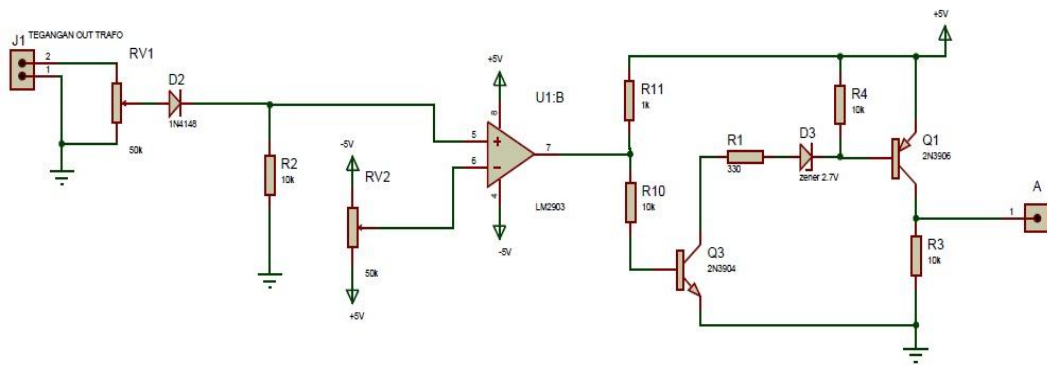 J1
TEGANGAN OUT TRAFO
2
1
RV1
50k
D2
1N4148
R2
10k
-5V
RV2
50k
+5V
+5V
8
U1:B
5
6
7
4
LM2903
-5V
R11
1k
R10
10k
R1
330
D3
zener 2.7V
R4
10k
+5V
Q1
2N3906
Q3
2N3904
R3
10k
A
1